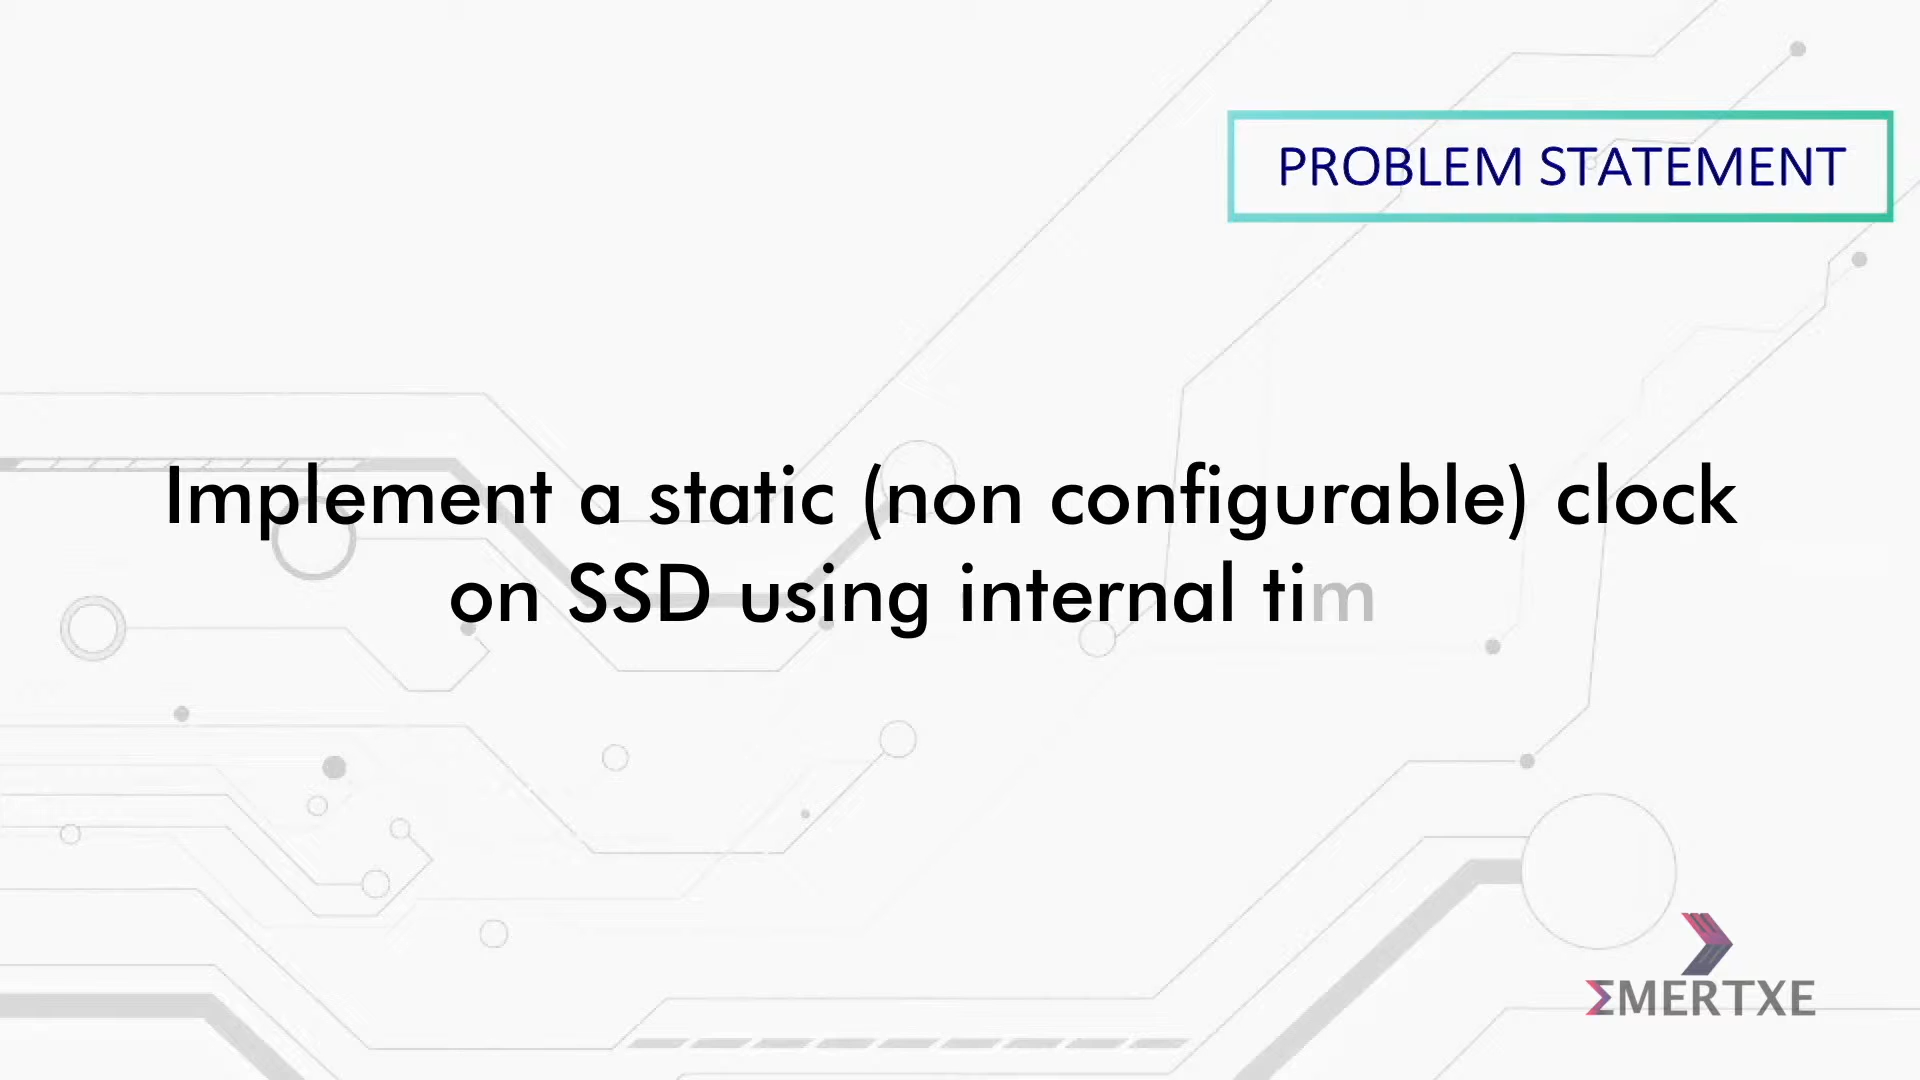 PROBLEM STATEMENT
Implement a static (non configurable) clock
on SSD using internal tim
ΣMERTXE